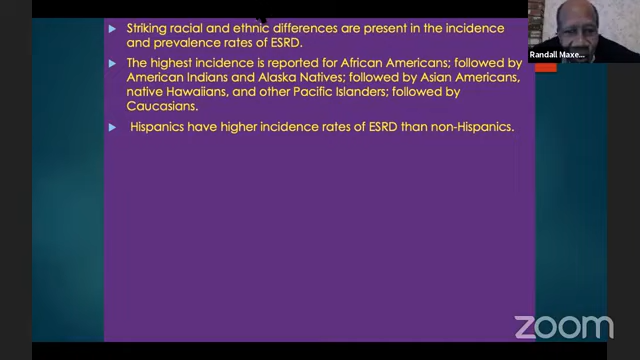 Striking racial and ethnic differences are present in the incidence
and prevalence rates of ESRD.
The highest incidence is reported for African Americans; followed by
American Indians and Alaska Natives; followed by Asian Americans,
native Hawaiians, and other Pacific Islanders; followed by
Caucasians.
Hispanics have higher incidence rates of ESRD than non-Hispanics.
Randall Maxe...
zoom